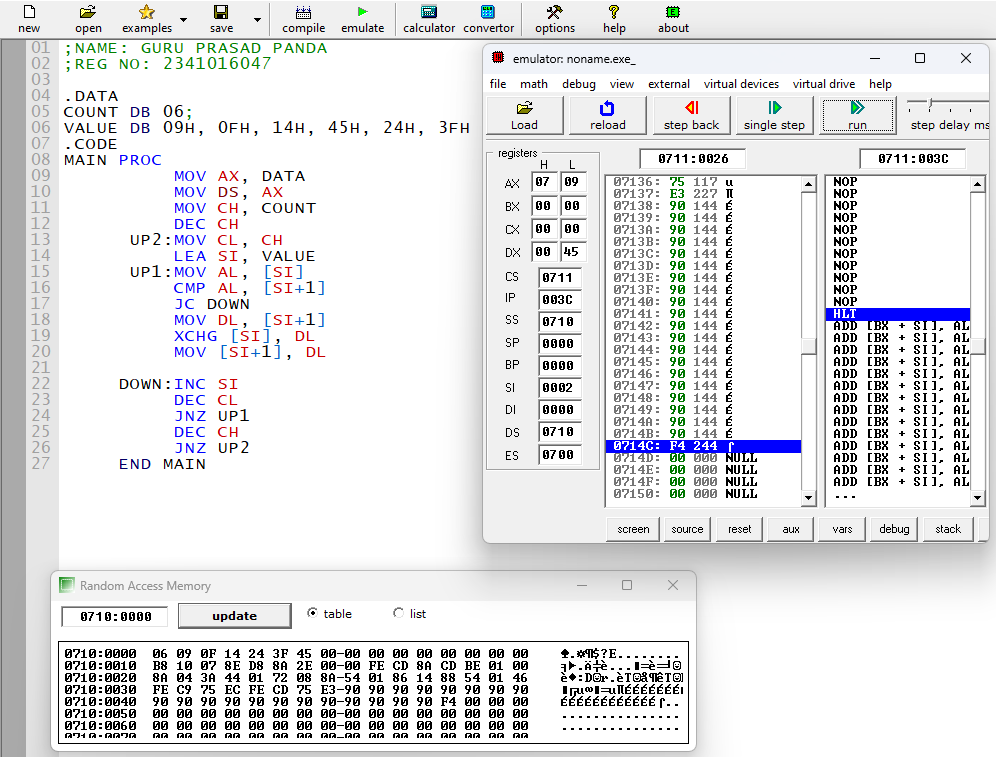 new open examples save compile emulate calculator convertor options help about
01 ;NAME: GURU PRASAD PANDA
02 ;REG NO: 2341016047
03
04 .DATA
05 COUNT DB 06;
06 VALUE DB 09H, 0FH, 14H, 45H, 24H, 3FH
07 .CODE
08 MAIN PROC
09 MOV AX, DATA
10 MOV DS, AX
11 MOV CH, COUNT
12 DEC CH
13 UP2:MOV CL, CH
14 LEA SI, VALUE
15 UP1:MOV AL, [SI]
16 CMP AL, [SI+1]
17 JC DOWN
18 MOV DL, [SI+1]
19 XCHG [SI], DL
20 MOV [SI+1], DL
21
22 DOWN:INC SI
23 DEC CL
24 JNZ UP1
25 DEC CH
26 JNZ UP2
27 END MAIN
emulator: noname.exe_
file math debug view external virtual devices virtual drive help
Load reload step back single step run step delay ms
registers
H L
AX 07 09
BX 00 00
CX 00 00
DX 00 45
CS 0711
IP 003C
SS 0710
SP 0000
BP 0000
SI 0002
DI 0000
DS 0710
ES 0700
0711:0026
07136: 75 117 u
07137: E3 227 π
07138: 90 144 É
07139: 90 144 É
0713A: 90 144 É
0713B: 90 144 É
0713C: 90 144 É
0713D: 90 144 É
0713E: 90 144 É
0713F: 90 144 É
07140: 90 144 É
07141: 90 144 É
07142: 90 144 É
07143: 90 144 É
07144: 90 144 É
07145: 90 144 É
07146: 90 144 É
07147: 90 144 É
07148: 90 144 É
07149: 90 144 É
0714A: 90 144 É
0714B: 90 144 É
0714C: F4 244 ⌠
0714D: 00 000 NULL
0714E: 00 000 NULL
0714F: 00 000 NULL
07150: 00 000 NULL
0711:003C
NOP
NOP
NOP
NOP
NOP
NOP
NOP
NOP
NOP
NOP
NOP
HLT
ADD [BX + SI], AL
ADD [BX + SI], AL
ADD [BX + SI], AL
ADD [BX + SI], AL
ADD [BX + SI], AL
ADD [BX + SI], AL
ADD [BX + SI], AL
ADD [BX + SI], AL
ADD [BX + SI], AL
ADD [BX + SI], AL
ADD [BX + SI], AL
ADD [BX + SI], AL
ADD [BX + SI], AL
ADD [BX + SI], AL
...
screen source reset aux vars debug stack
Random Access Memory
0710:0000 update table list
0710:0000 06 09 0F 14 24 3F 45 00-00 00 00 00 00 00 00 00
0710:0010 B8 10 07 8E D8 8A 2E 00-00 FE CD 8A CD BE 01 00
0710:0020 8A 04 3A 44 01 72 08 8A-54 01 86 14 88 54 01 46
0710:0030 FE C9 75 EC FE CD 75 E3-90 90 90 90 90 90 90 90
0710:0040 90 90 90 90 90 90 90 90-90 90 90 90 F4 00 00 00
0710:0050 00 00 00 00 00 00 00 00-00 00 00 00 00 00 00 00
0710:0060 00 00 00 00 00 00 00 00-00 00 00 00 00 00 00 00
0710:0070 00 00 00 00 00 00 00 00-00 00 00 00 00 00 00 00